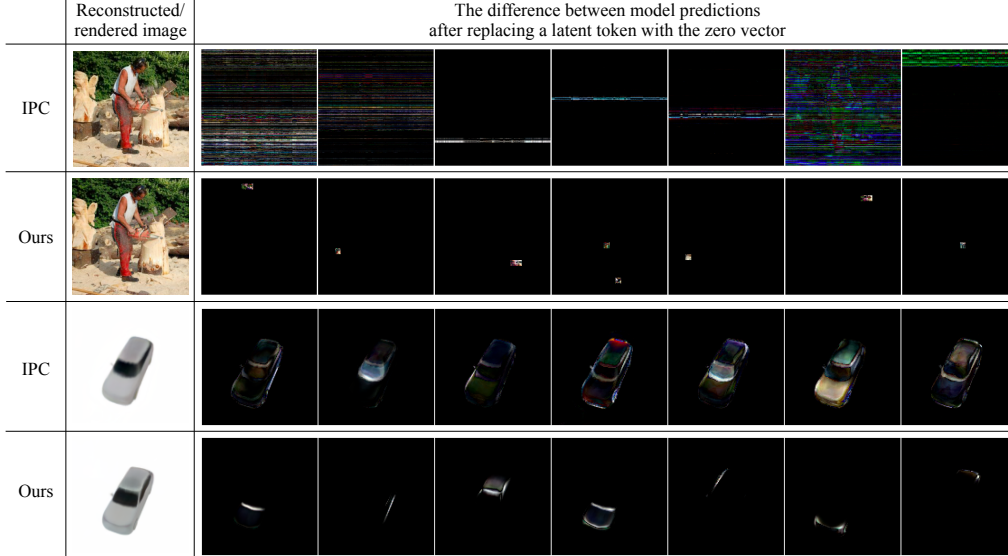 Reconstructed/
rendered image
The difference between model predictions
after replacing a latent token with the zero vector
IPC
Ours
IPC
Ours